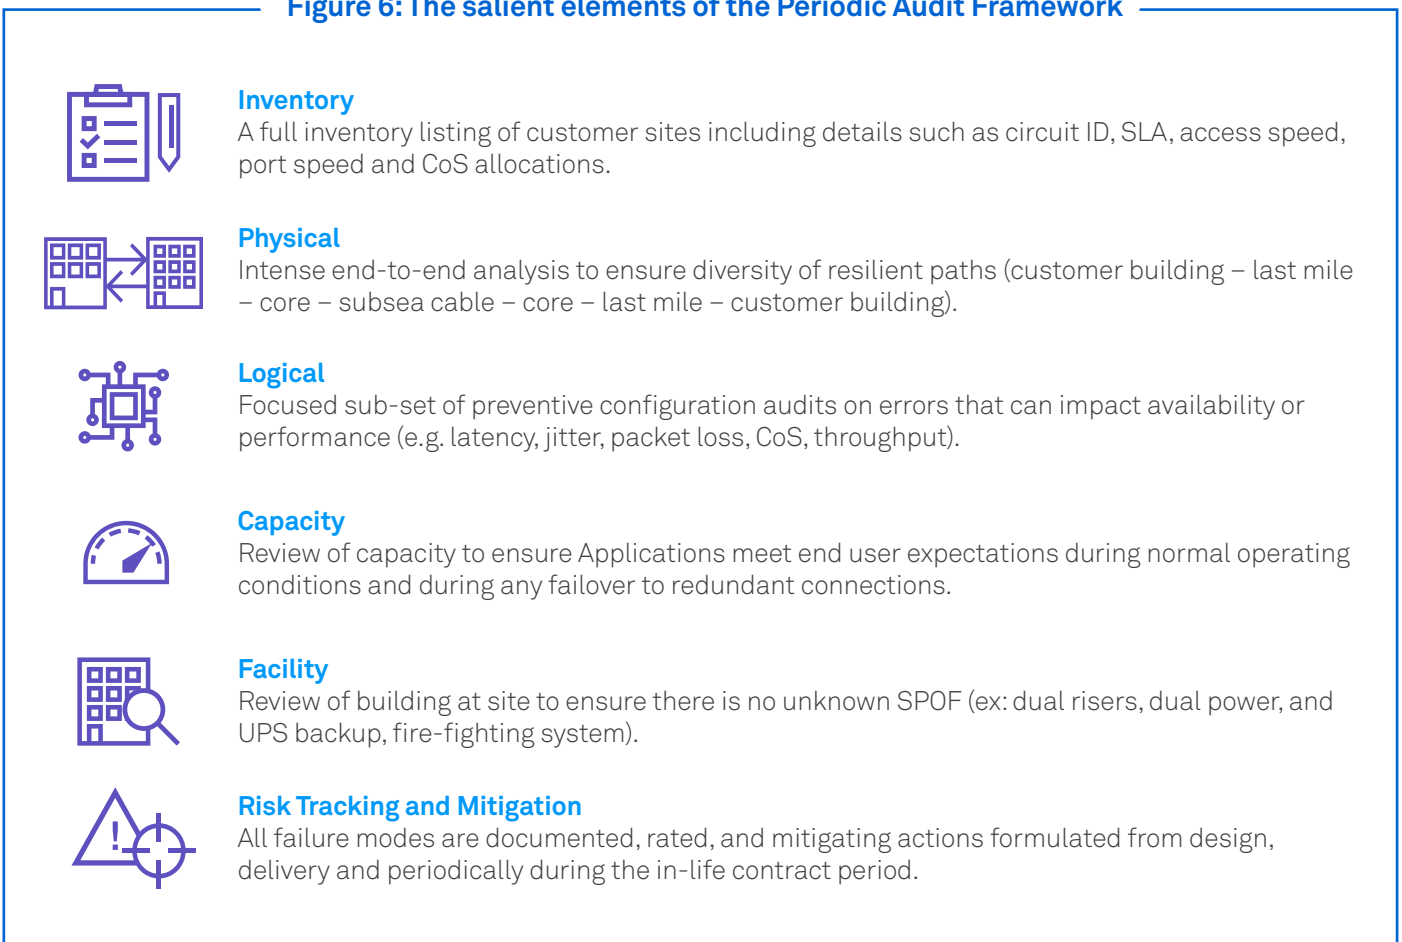 Figure 6: The salient elements of the Periodic Audit Framework
Inventory
A full inventory listing of customer sites including details such as circuit ID, SLA, access speed,
port speed and CoS allocations.
Physical
Intense end-to-end analysis to ensure diversity of resilient paths (customer building – last mile
– core – subsea cable – core – last mile – customer building).
Logical
Focused sub-set of preventive configuration audits on errors that can impact availability or
performance (e.g. latency, jitter, packet loss, CoS, throughput).
Capacity
Review of capacity to ensure Applications meet end user expectations during normal operating
conditions and during any failover to redundant connections.
Facility
Review of building at site to ensure there is no unknown SPOF (ex: dual risers, dual power, and
UPS backup, fire-fighting system).
Risk Tracking and Mitigation
All failure modes are documented, rated, and mitigating actions formulated from design,
delivery and periodically during the in-life contract period.